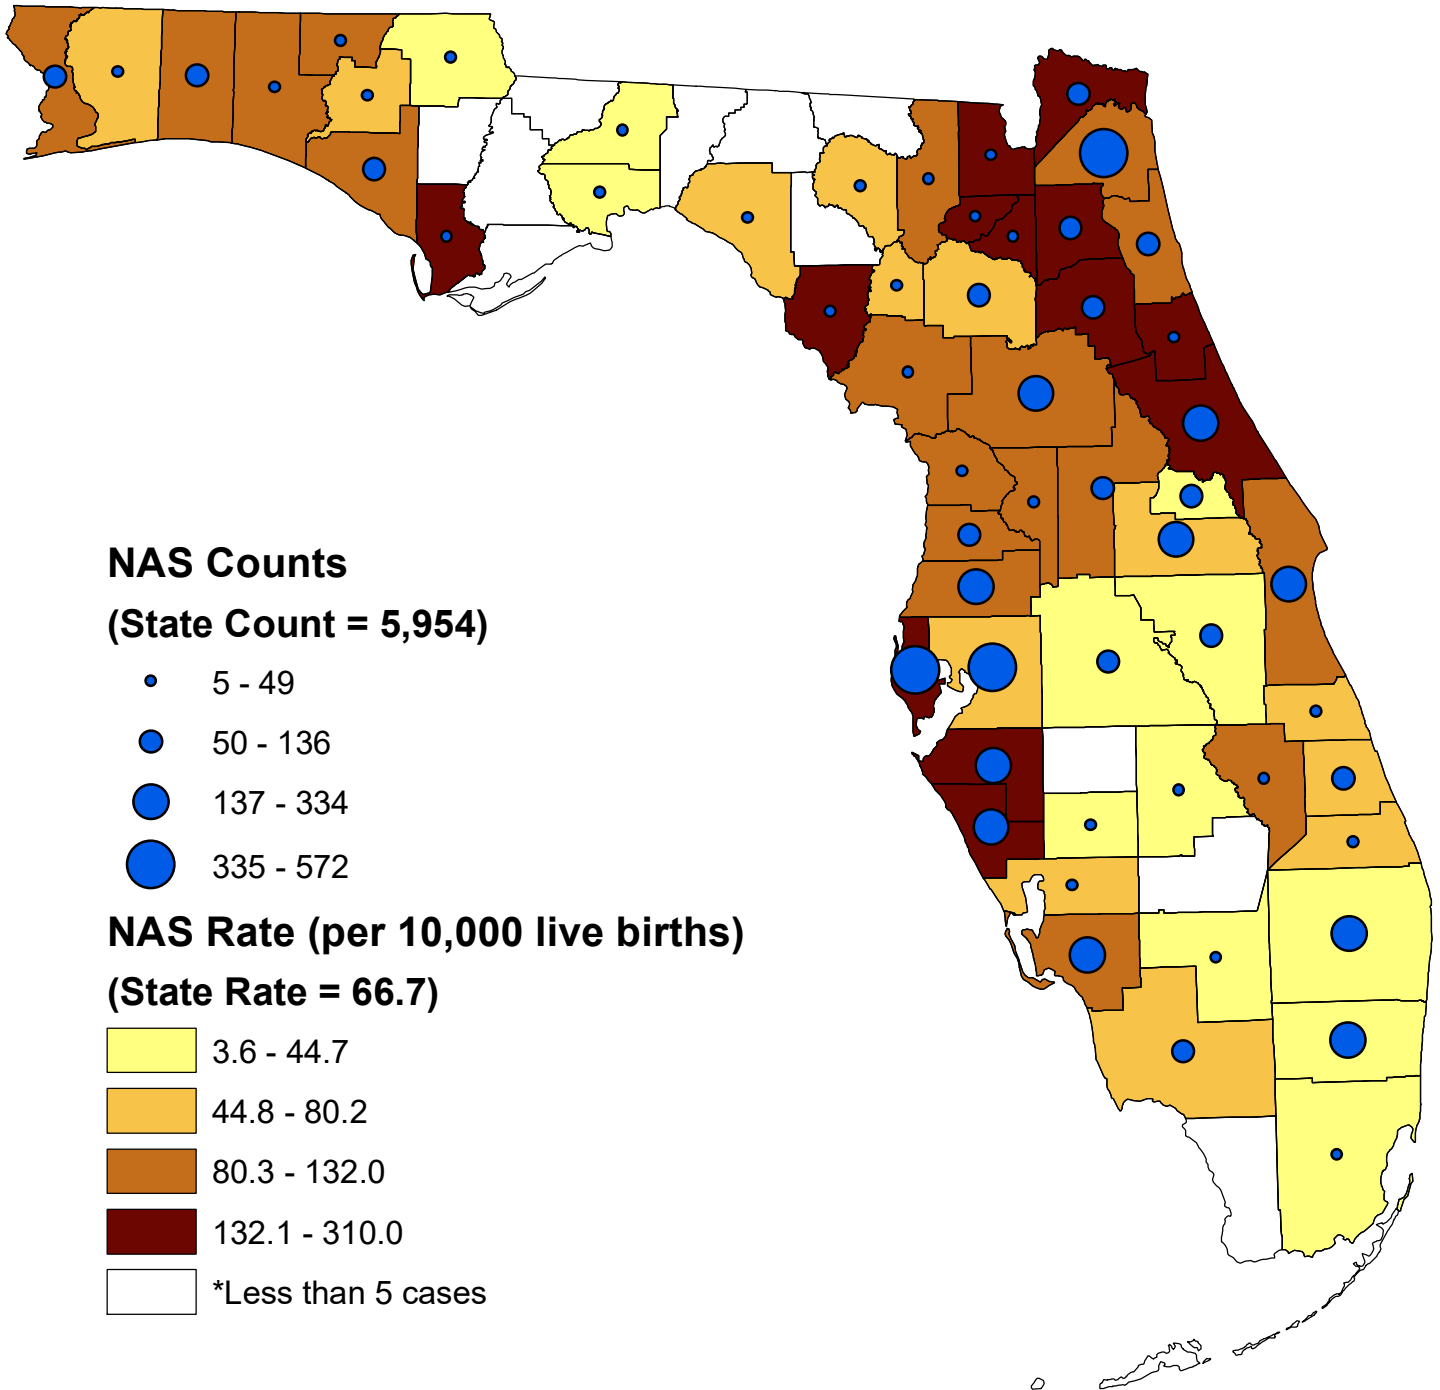 NAS Counts
(State Count = 5,954)
5 - 49
50 - 136
137 - 334
335 - 572
NAS Rate (per 10,000 live births)
(State Rate = 66.7)
3.6 - 44.7
44.8 - 80.2
80.3 - 132.0
132.1 - 310.0
*Less than 5 cases